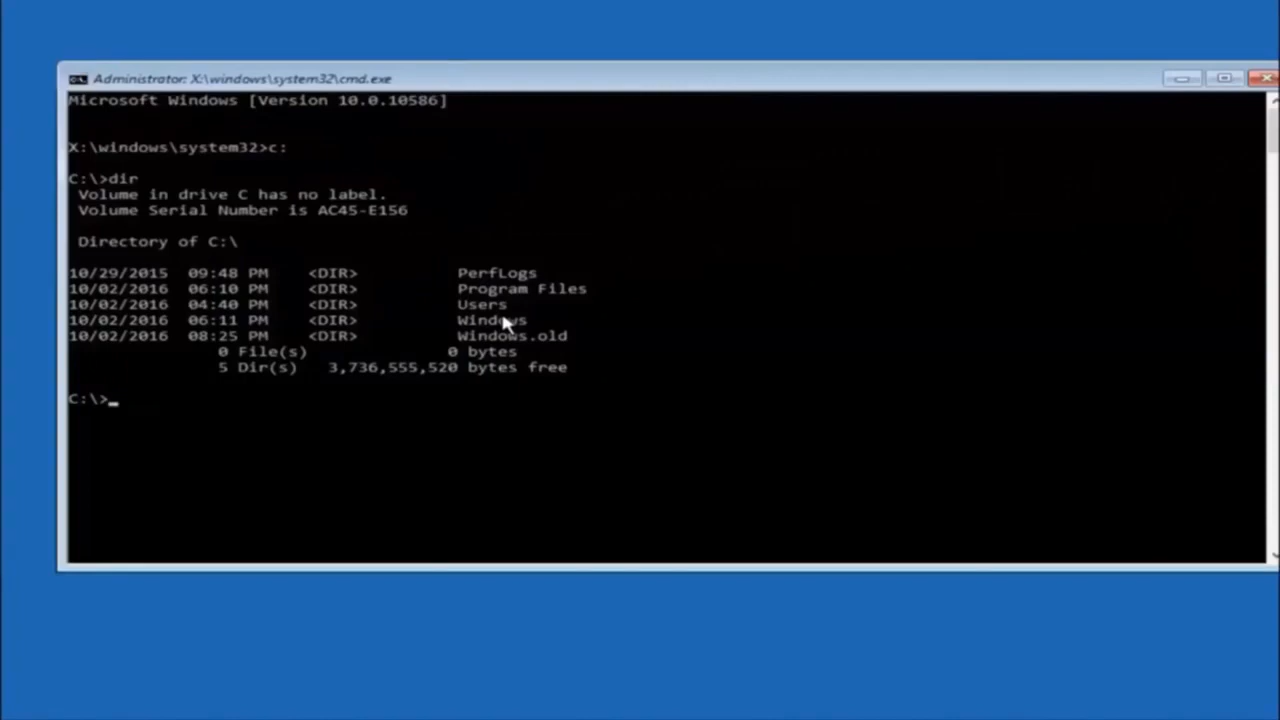 Administrator: X:\windows\system32\cmd.exe
Microsoft Windows [Version 10.0.10586]
X:\windows\system32>c:
C:\>dir
Volume in drive C has no label.
Volume Serial Number is AC45-E156
Directory of C:\
10/29/2015 09:48 PM <DIR> PerfLogs
10/02/2016 06:10 PM <DIR> Program Files
10/02/2016 04:40 PM <DIR> Users
10/02/2016 06:11 PM <DIR> Windows
10/02/2016 08:25 PM <DIR> Windows.old
0 File(s) 0 bytes
5 Dir(s) 3,736,555,520 bytes free
C:\>_